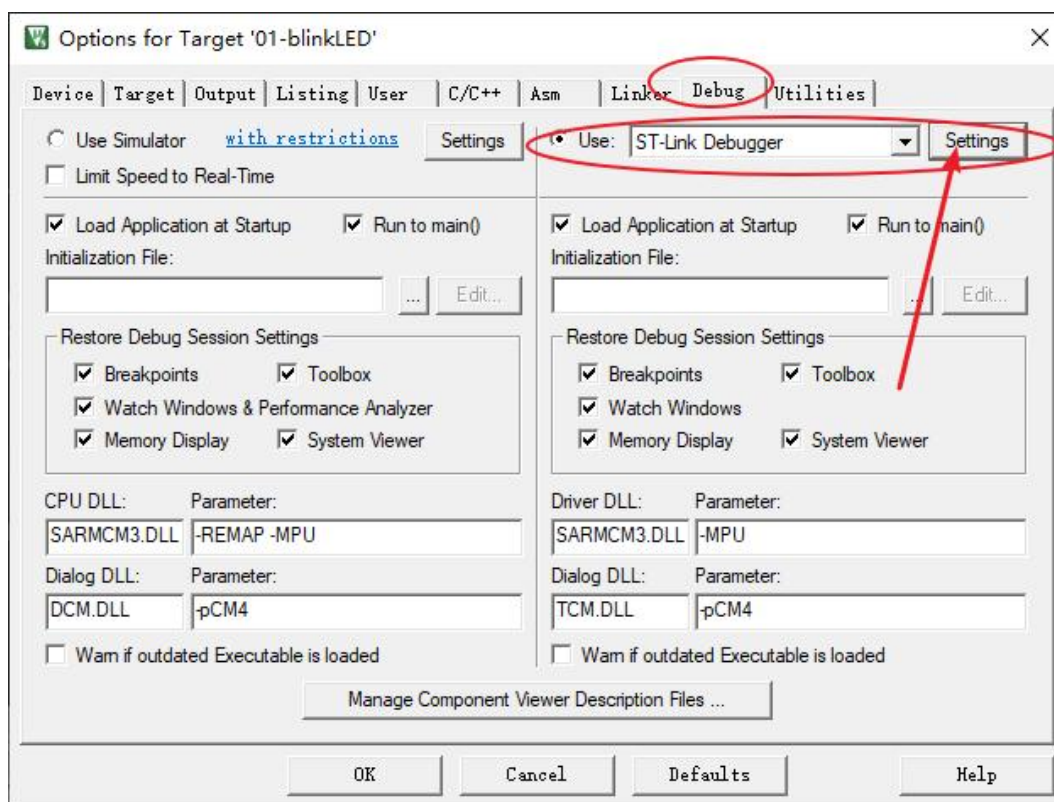 Options for Target '01-blinkLED'
Device Target Output Listing User C/C++ Asm Linker Debug Utilities
Use Simulator with restrictions Settings
Limit Speed to Real-Time
Load Application at Startup Run to main()
Initialization File:
... Edit...
Restore Debug Session Settings
Breakpoints Toolbox
Watch Windows & Performance Analyzer
Memory Display System Viewer
CPU DLL: Parameter:
SARMCM3.DLL -REMAP -MPU
Dialog DLL: Parameter:
DCM.DLL -pCM4
Warn if outdated Executable is loaded
Use: ST-Link Debugger Settings
Load Application at Startup Run to main()
Initialization File:
... Edit...
Restore Debug Session Settings
Breakpoints Toolbox
Watch Windows
Memory Display System Viewer
Driver DLL: Parameter:
SARMCM3.DLL -MPU
Dialog DLL: Parameter:
TCM.DLL -pCM4
Warn if outdated Executable is loaded
Manage Component Viewer Description Files ...
OK Cancel Defaults Help